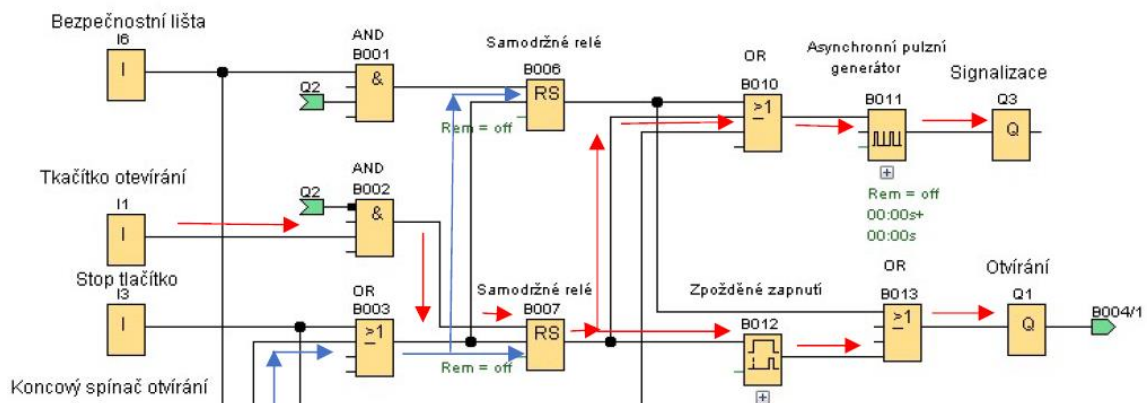 Bezpečnostní lišta
I6
I
AND
B001
&
Q2
Samodržné relé
B006
RS
Rem = off
OR
B010
>1
Asynchronní pulzní
generátor
B011
Rem = off
00:00s+
00:00s
Signalizace
Q3
Q
Tkačítko otevírání
I1
I
AND
B002
&
Q2
Stop tlačítko
I3
I
OR
B003
>1
Samodržné relé
B007
RS
Rem = off
Zpožděné zapnutí
B012
OR
B013
>1
Otvírání
Q1
Q
B004/1
Koncový spínač otvírání